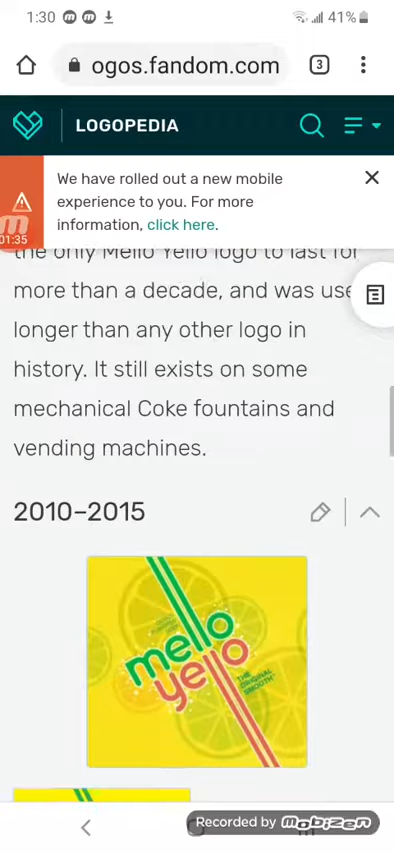 1:30
41%
ogos.fandom.com
3
LOGOPEDIA
We have rolled out a new mobile
experience to you. For more
information, click here.
01:35
the only Mello Yello logo to last for
more than a decade, and was use
longer than any other logo in
history. It still exists on some
mechanical Coke fountains and
vending machines.
2010–2015
mello
yello
THE
ORIGINAL
SMOOTH
Recorded by mobizen